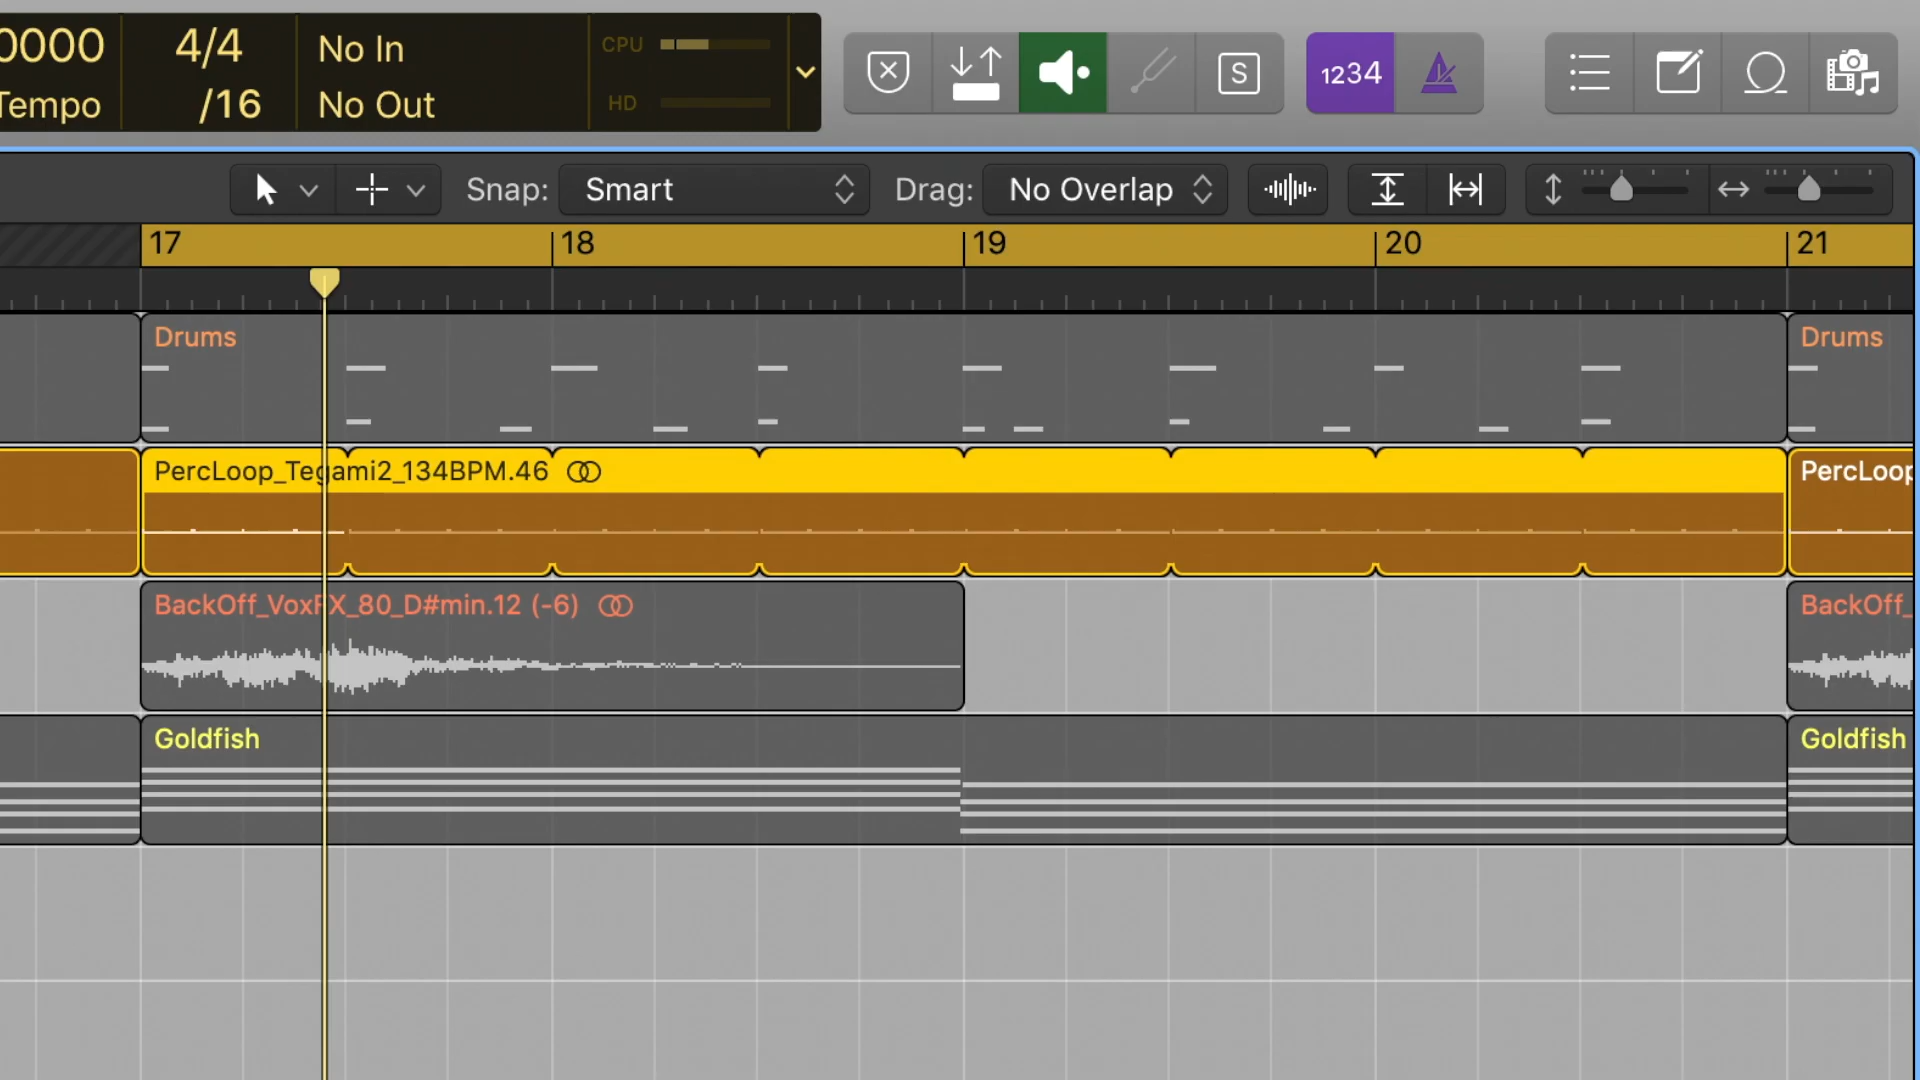 0000 4/4 No In CPU
Tempo /16 No Out HD
S 1234
Snap: Smart Drag: No Overlap
17 18 19 20 21
Drums Drums
PercLoop_Tegami2_134BPM.46 PercLoop
BackOff_VoxFX_80_D#min.12 (-6) BackOff_
Goldfish Goldfish